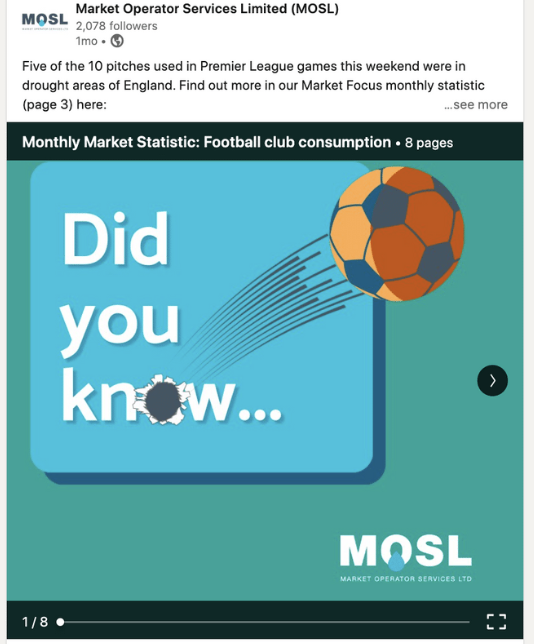 Market Operator Services Limited (MOSL)
2,078 followers
1mo •
Five of the 10 pitches used in Premier League games this weekend were in
drought areas of England. Find out more in our Market Focus monthly statistic
(page 3) here:
...see more
Monthly Market Statistic: Football club consumption • 8 pages
Did
you
know...
MOSL
MARKET OPERATOR SERVICES LTD
1 / 8